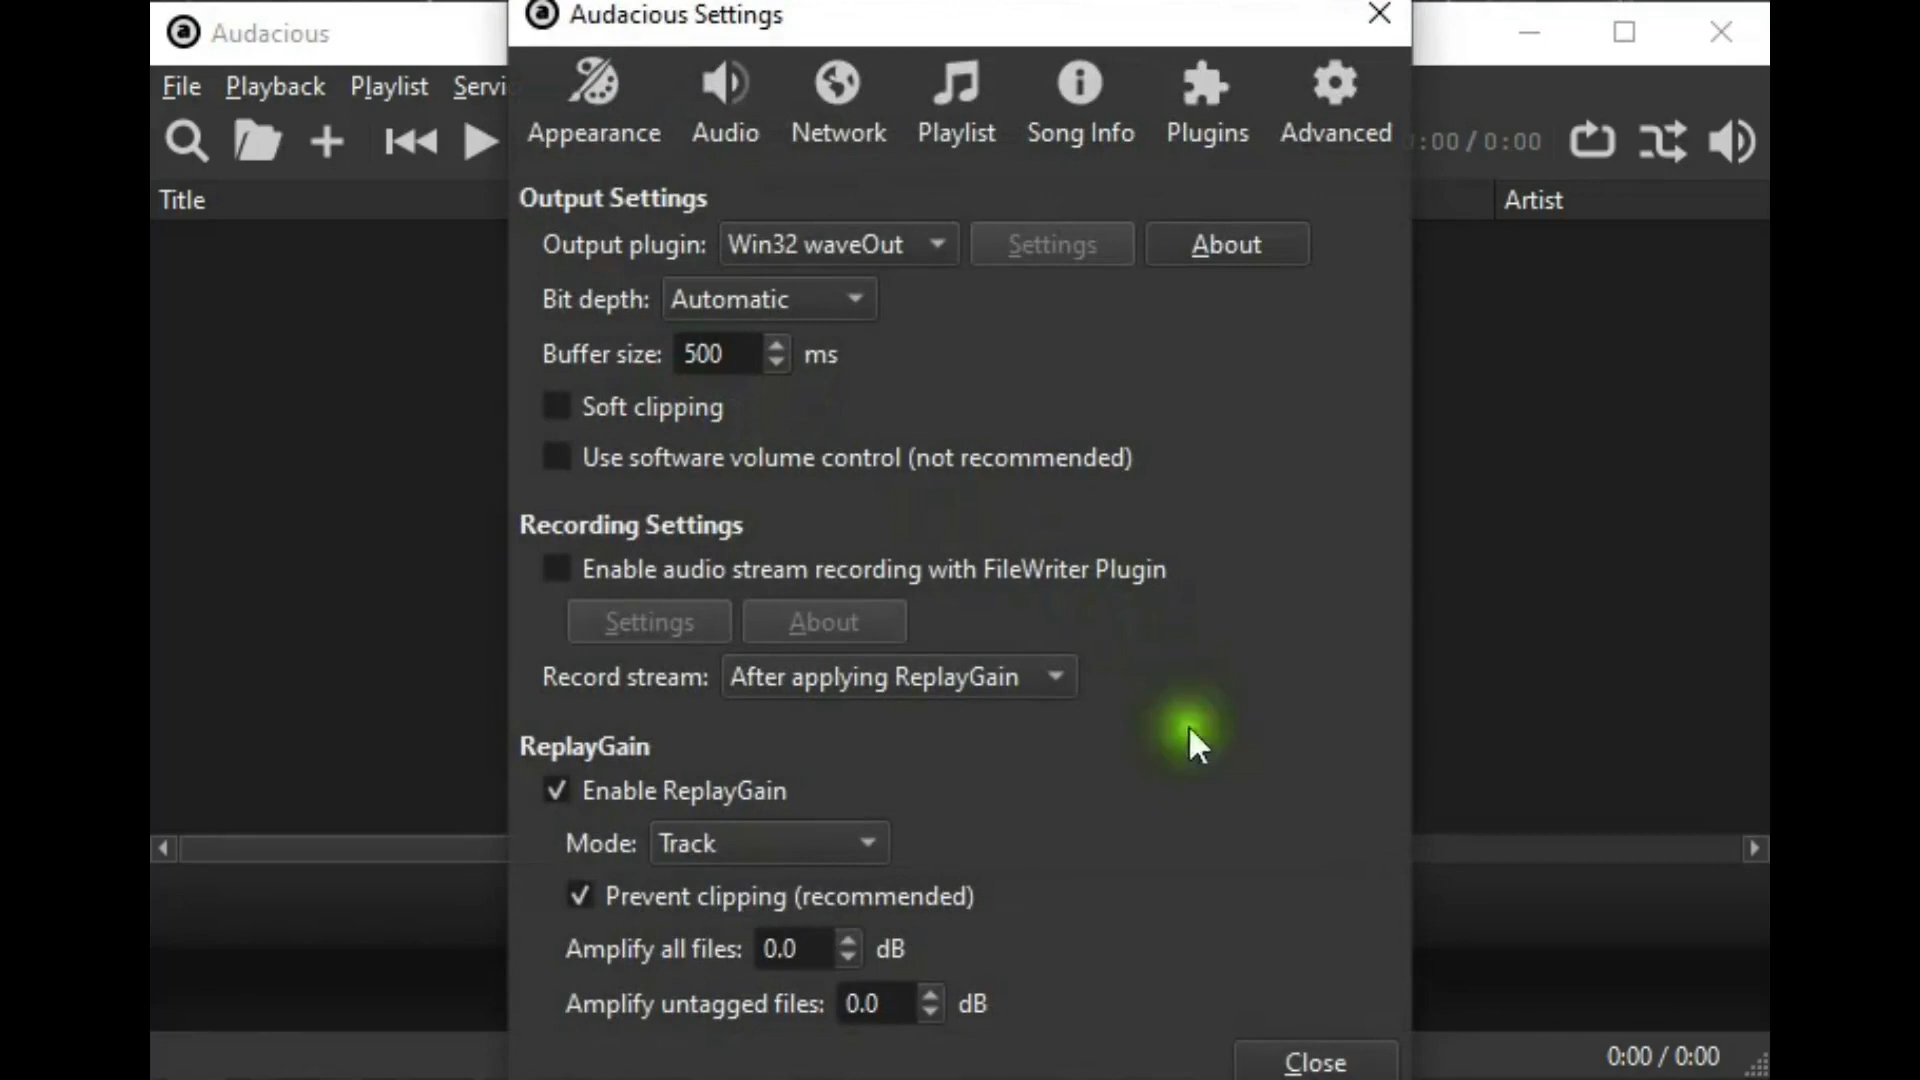 Audacious
Audacious Settings
File Playback Playlist
Appearance Audio Network Playlist Song Info Plugins Advanced
:00 / 0:00
Title
Artist
Output Settings
Output plugin: Win32 waveOut Settings About
Bit depth: Automatic
Buffer size: 500 ms
Soft clipping
Use software volume control (not recommended)
Recording Settings
Enable audio stream recording with FileWriter Plugin
Settings About
Record stream: After applying ReplayGain
ReplayGain
Enable ReplayGain
Mode: Track
Prevent clipping (recommended)
Amplify all files: 0.0 dB
Amplify untagged files: 0.0 dB
Close
0:00 / 0:00